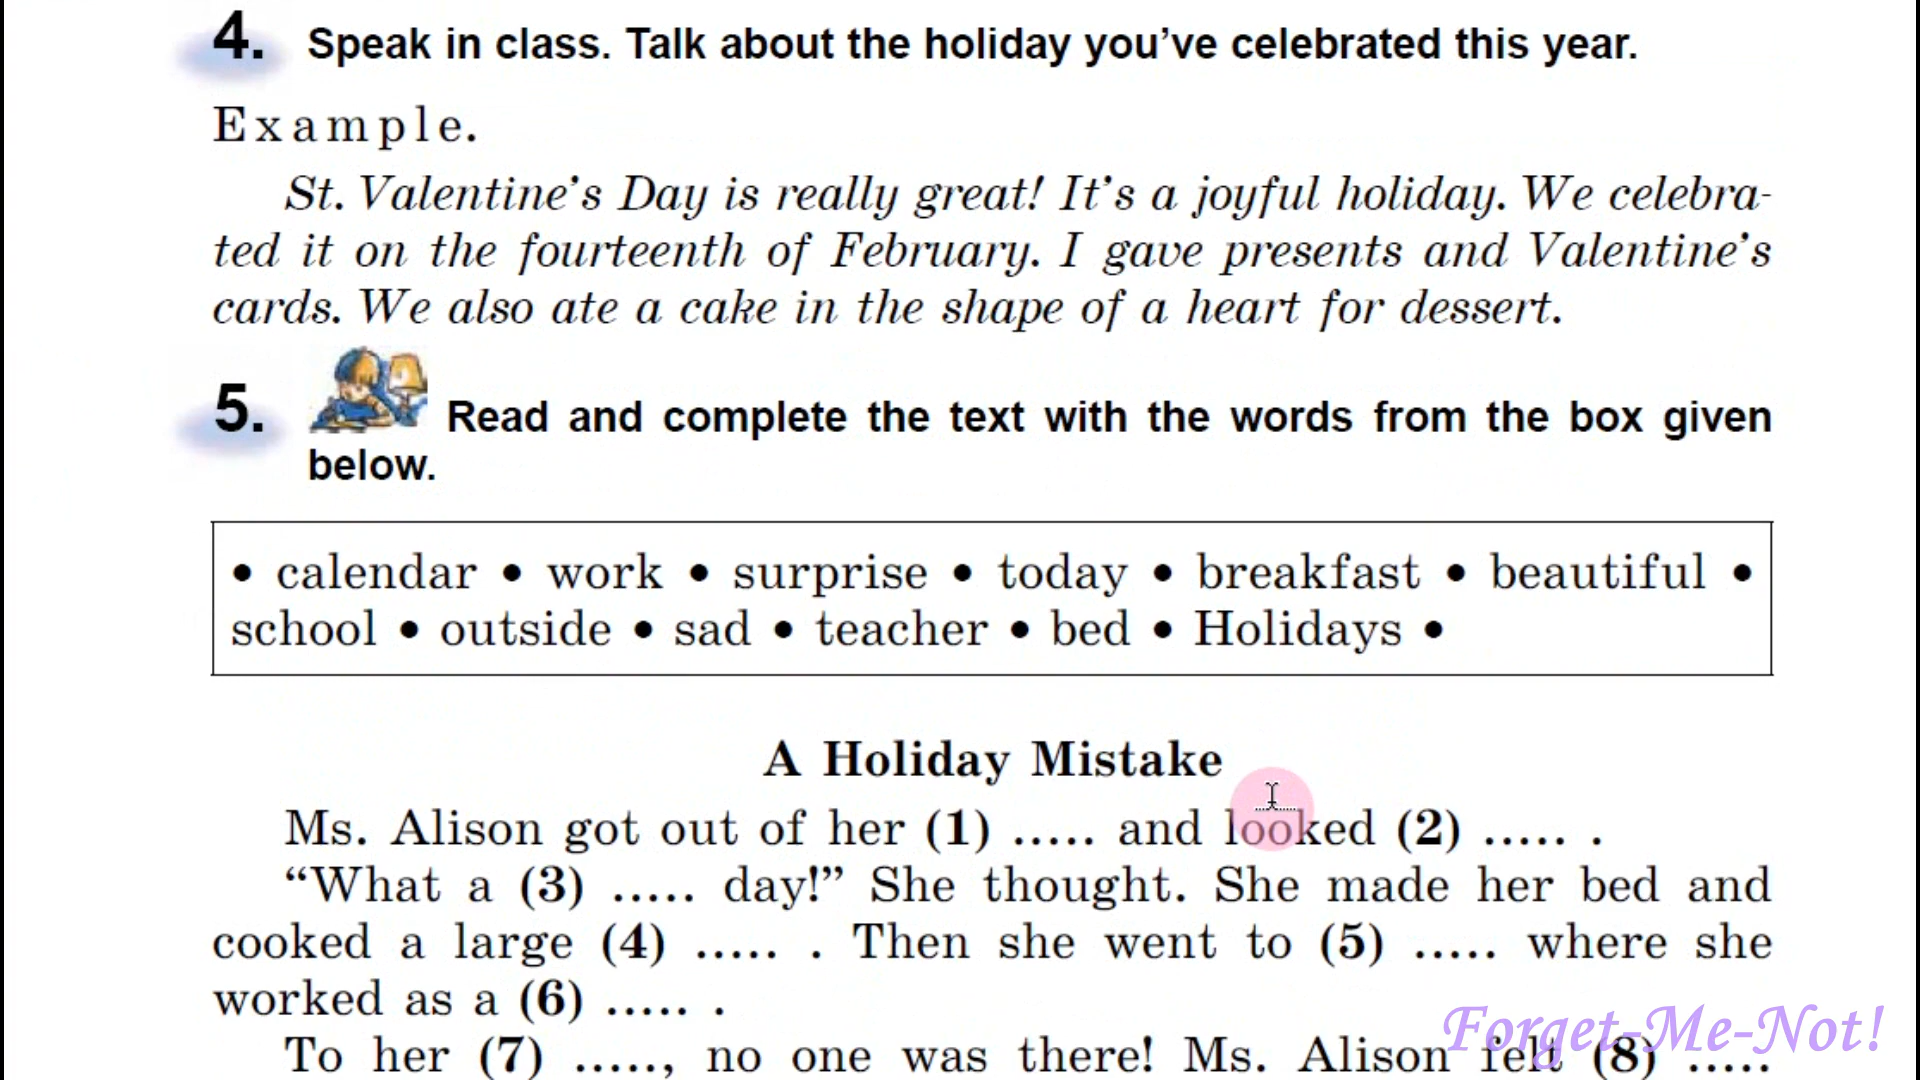 4. Speak in class. Talk about the holiday you’ve celebrated this year.
Example.
St. Valentine’s Day is really great! It’s a joyful holiday. We celebra-
ted it on the fourteenth of February. I gave presents and Valentine’s
cards. We also ate a cake in the shape of a heart for dessert.
5. Read and complete the text with the words from the box given
below.
• calendar • work • surprise • today • breakfast • beautiful •
school • outside • sad • teacher • bed • Holidays •
A Holiday Mistake
Ms. Alison got out of her (1) ..... and looked (2) ..... .
“What a (3) ..... day!” She thought. She made her bed and
cooked a large (4) ..... . Then she went to (5) ..... where she
worked as a (6) ..... .
To her (7) ....., no one was there! Ms. Alison felt (8) .....
Forget-Me-Not!